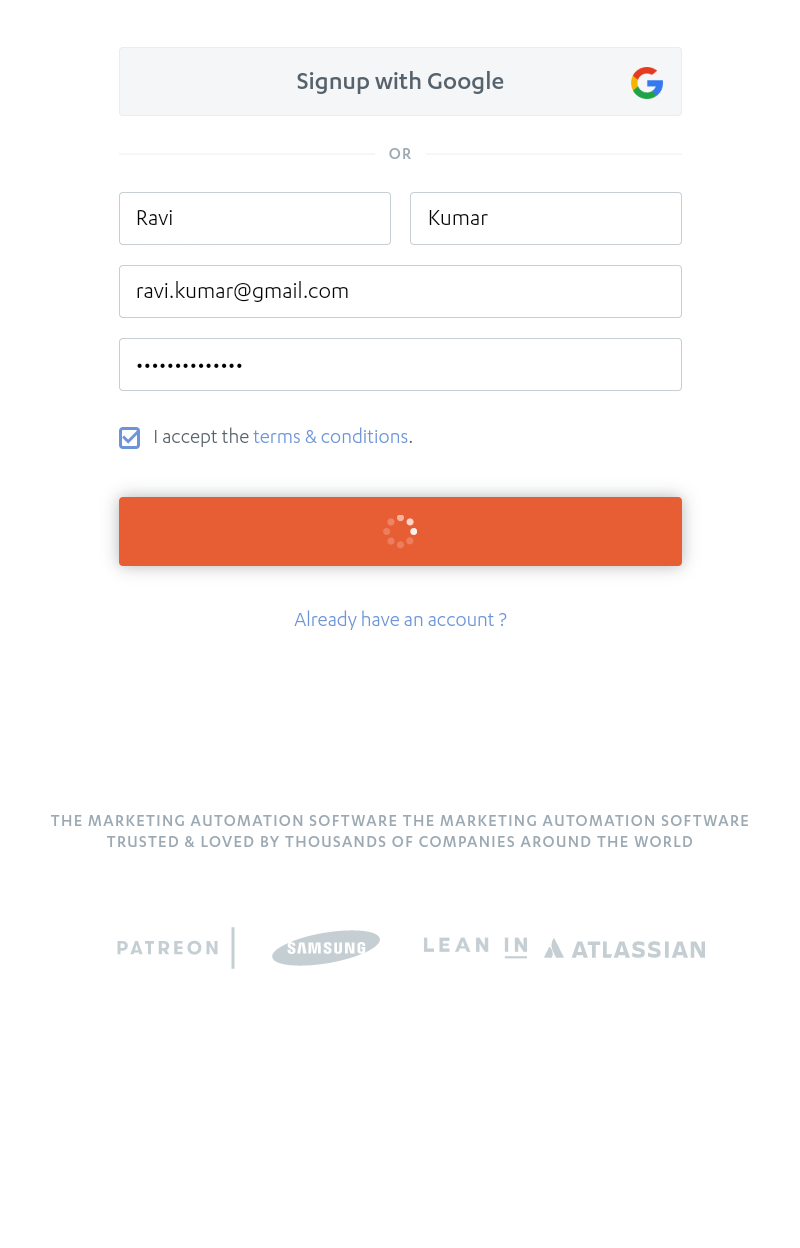 Signup with Google
OR
Ravi
Kumar
ravi.kumar@gmail.com
••••••••••••••
I accept the terms & conditions.
Already have an account ?
THE MARKETING AUTOMATION SOFTWARE THE MARKETING AUTOMATION SOFTWARE
TRUSTED & LOVED BY THOUSANDS OF COMPANIES AROUND THE WORLD
PATREON SAMSUNG LEAN IN ATLASSIAN